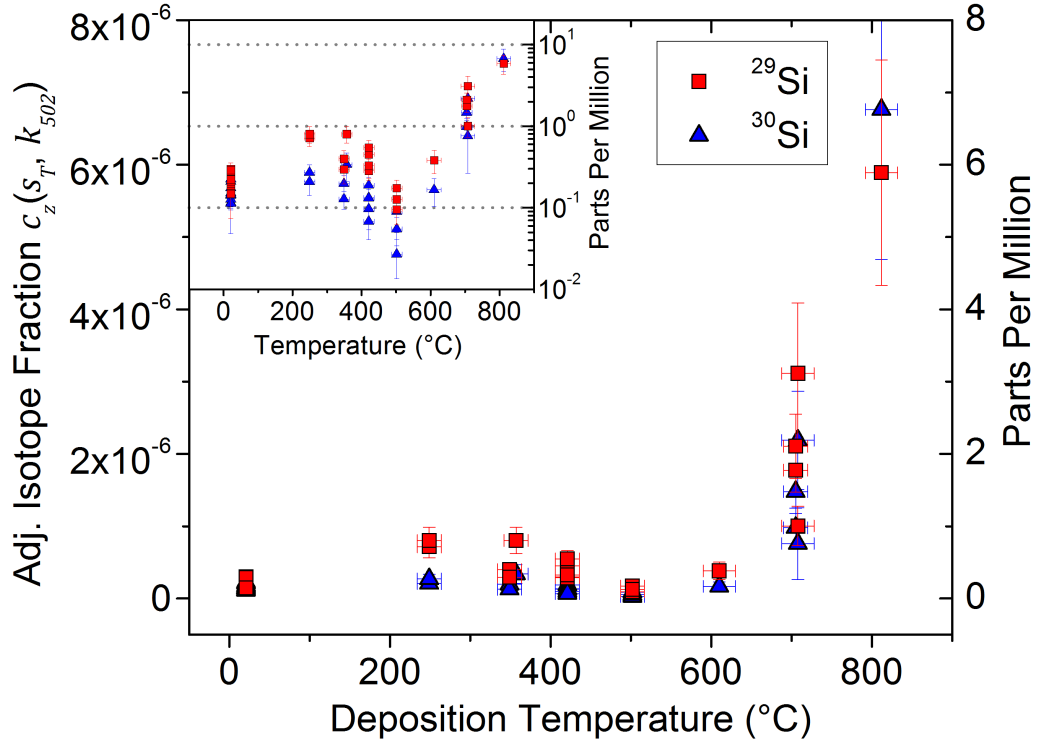 8x10⁻⁶
6x10⁻⁶
4x10⁻⁶
2x10⁻⁶
0
Adj. Isotope Fraction c_z(s_T, k_502)
10¹
10⁰
10⁻¹
10⁻²
Parts Per Million
0 200 400 600 800
Temperature (°C)
²⁹Si
³⁰Si
8
6
4
2
0
Parts Per Million
0 200 400 600 800
Deposition Temperature (°C)